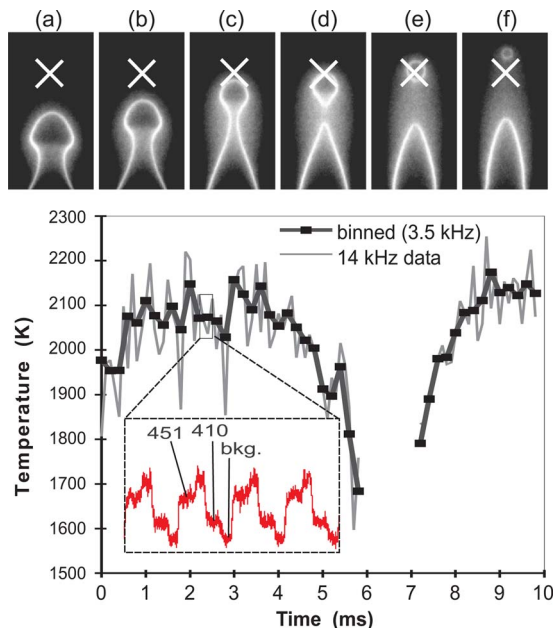 (a) (b) (c) (d) (e) (f)
2300
2200
2100
2000
1900
1800
1700
1600
1500
Temperature (K)
binned (3.5 kHz)
14 kHz data
451 410 bkg.
0 1 2 3 4 5 6 7 8 9 10
Time (ms)